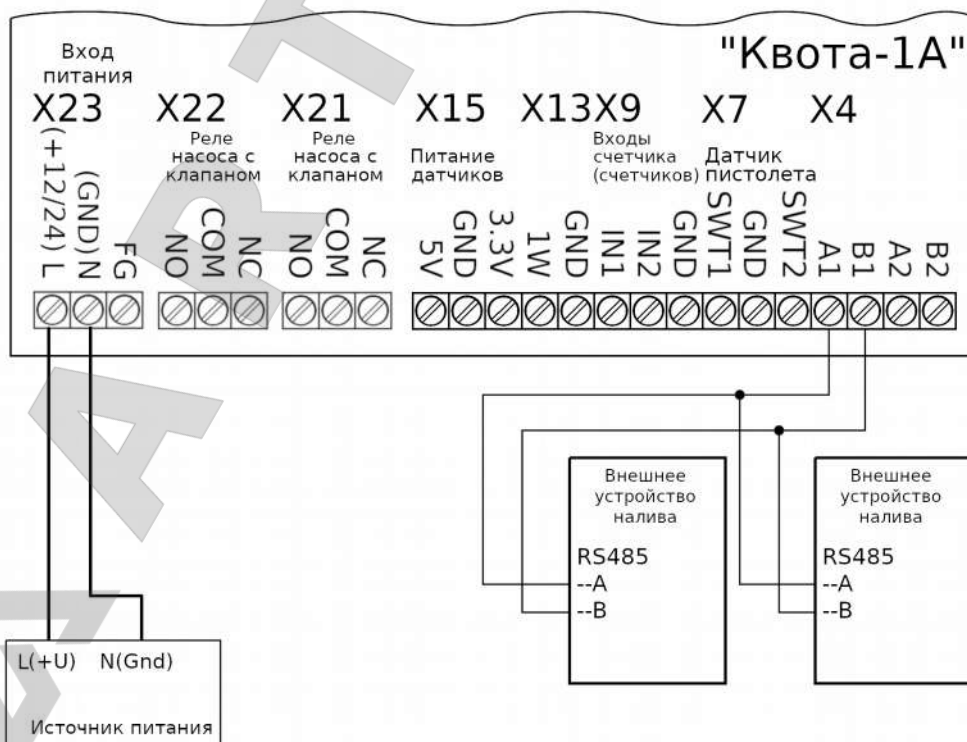 "Квота-1А"
Вход
питания
X23
X22
X21
X15
X13
X9
X7
X4
Реле
насоса с
клапаном
Реле
насоса с
клапаном
Питание
датчиков
Входы
счетчика
(счетчиков)
Датчик
пистолета
(+12/24) L
(GND) N
FG
NO
COM
NC
NO
COM
NC
5V
GND
3.3V
1W
GND
IN1
IN2
GND
SWT1
GND
SWT2
A1
B1
A2
B2
Внешнее
устройство
налива
RS485
--A
--B
Внешнее
устройство
налива
RS485
--A
--B
L(+U) N(Gnd)
Источник питания